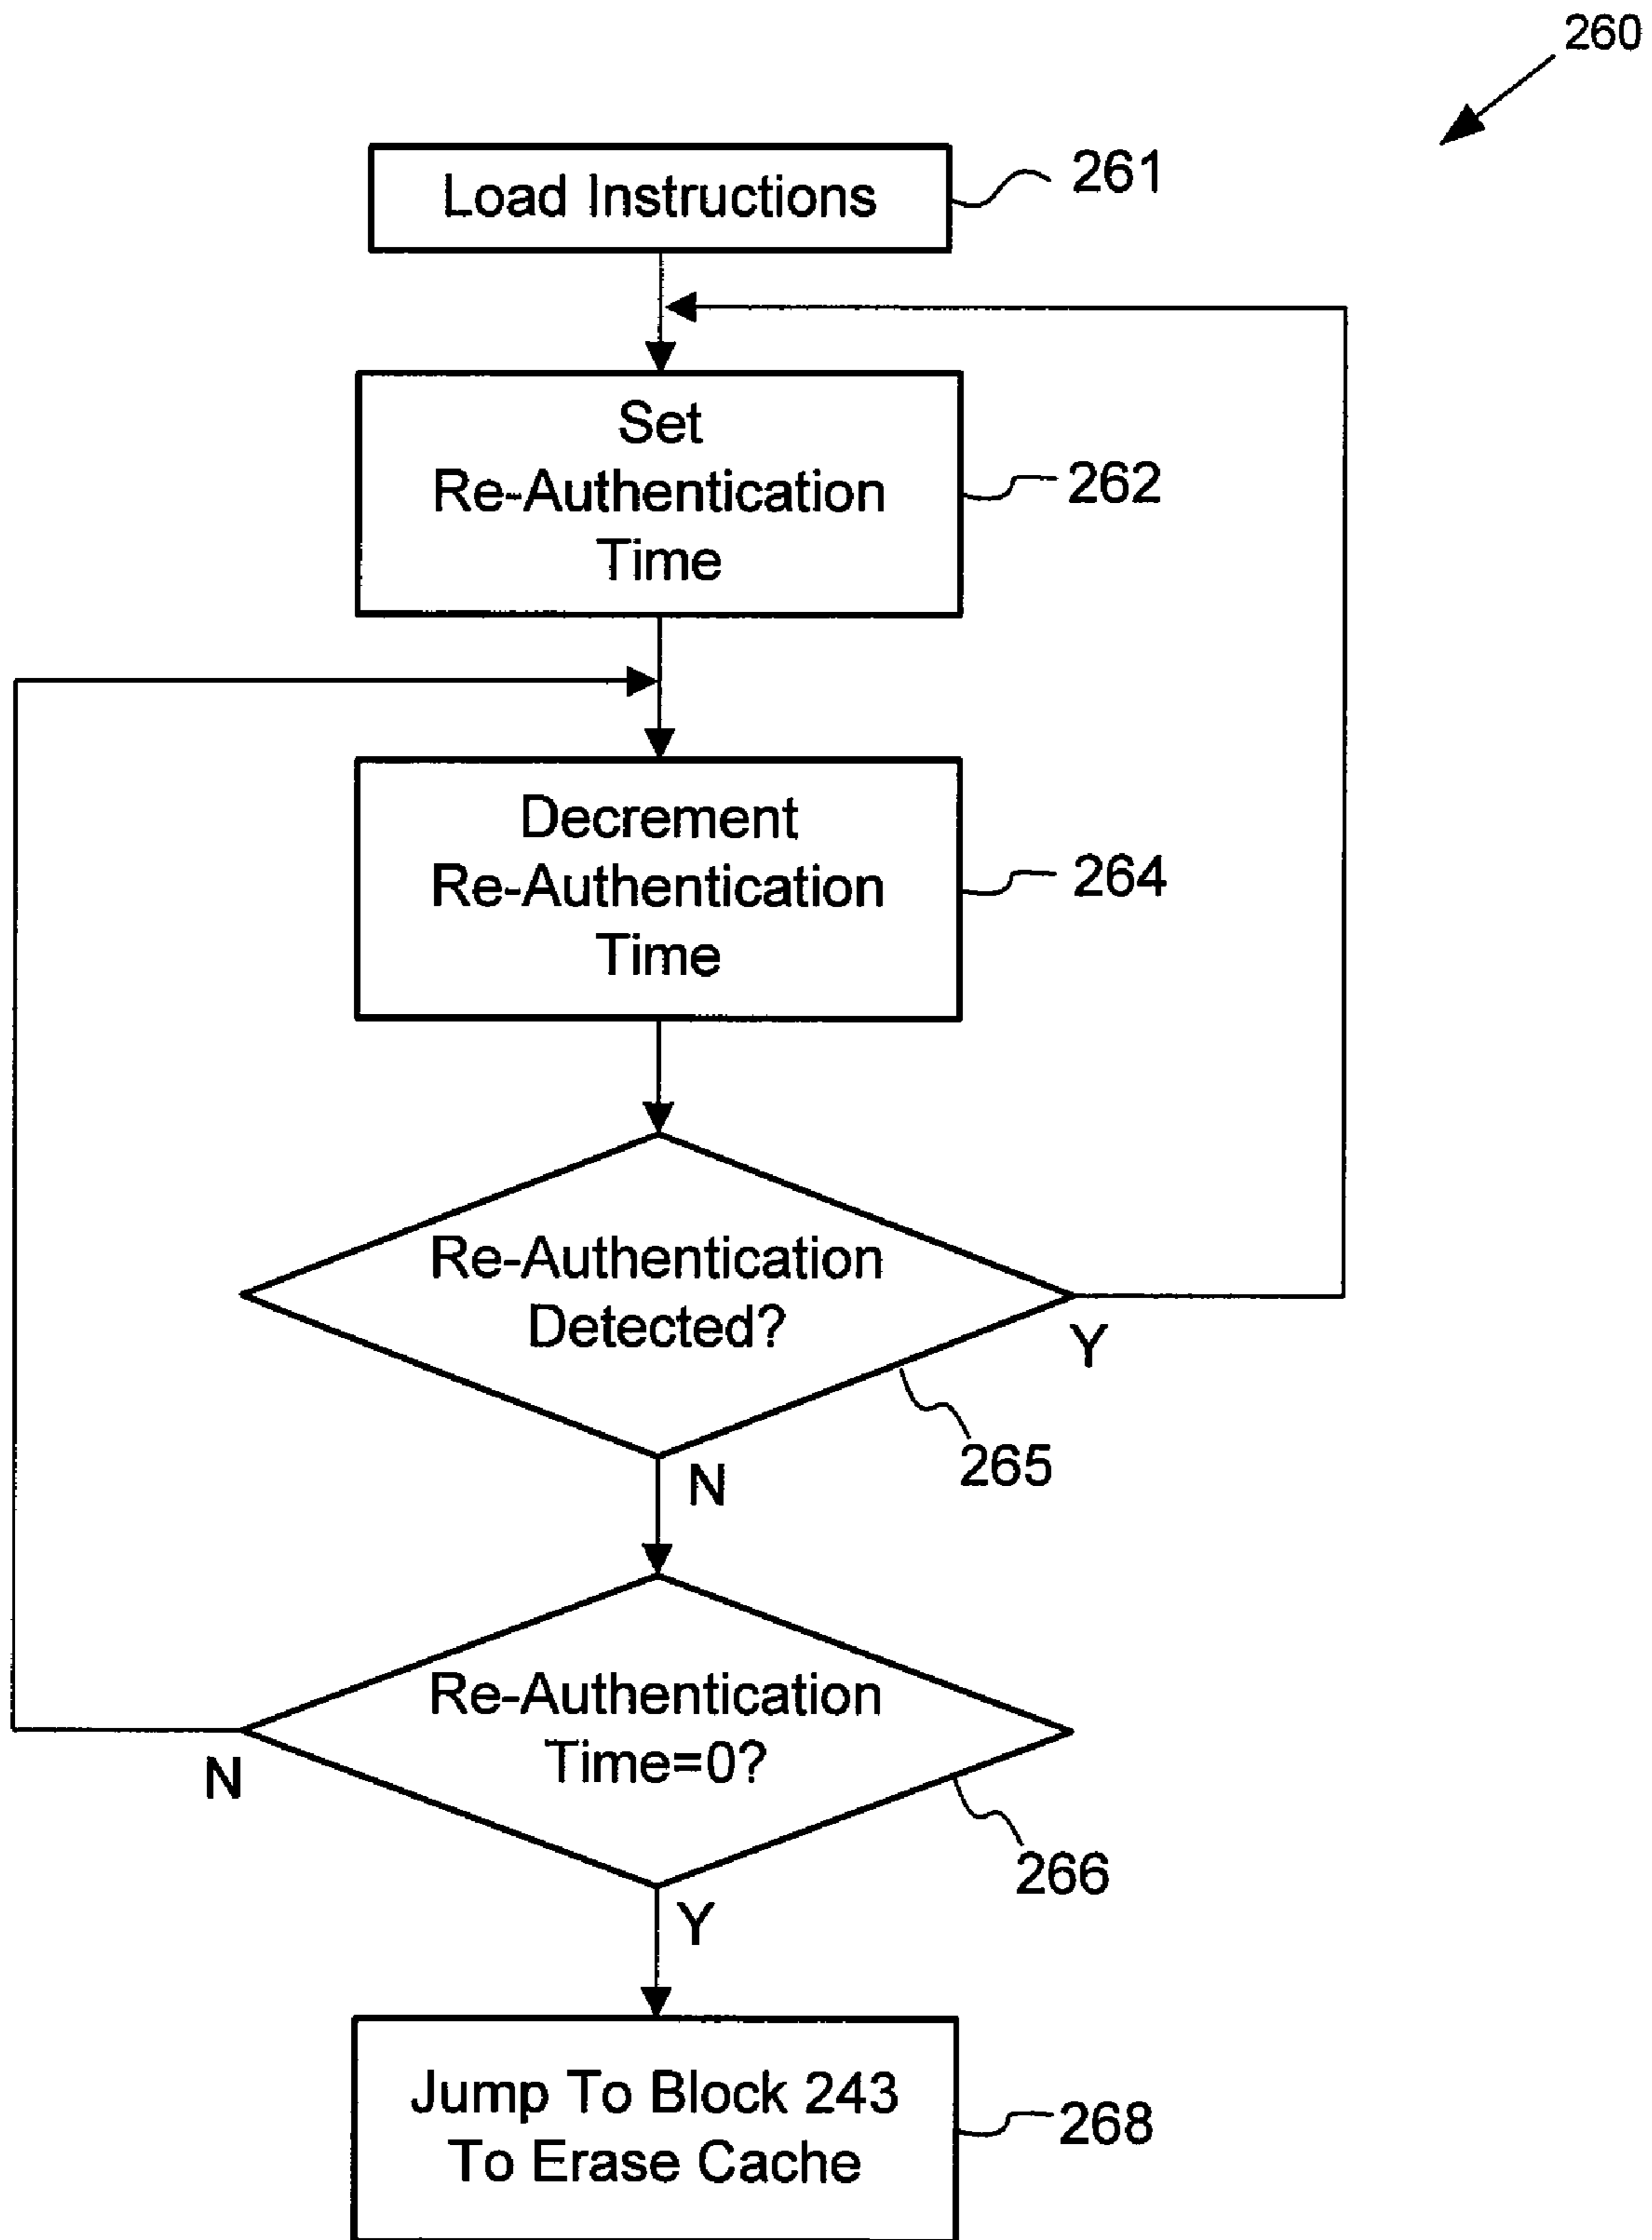 260
Load Instructions
261
Set
Re-Authentication
Time
262
Decrement
Re-Authentication
Time
264
Re-Authentication
Detected?
Y
265
N
Re-Authentication
Time=0?
N
266
Y
Jump To Block 243
To Erase Cache
268